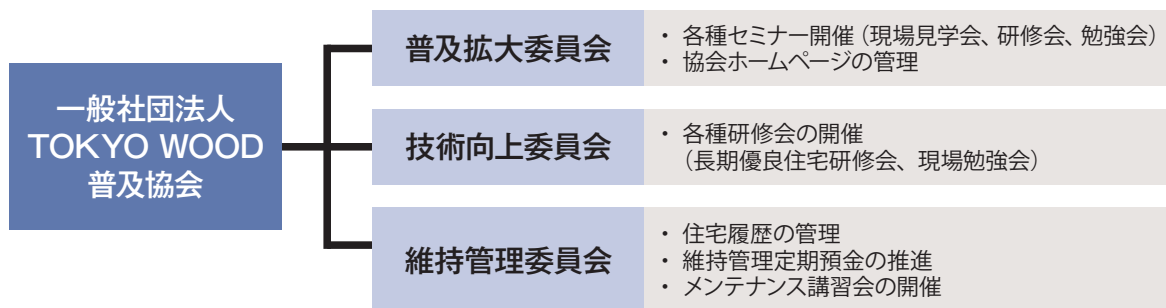 一般社団法人
TOKYO WOOD
普及協会
普及拡大委員会
・ 各種セミナー開催（現場見学会、研修会、勉強会）
・ 協会ホームページの管理
技術向上委員会
・ 各種研修会の開催
（長期優良住宅研修会、現場勉強会）
維持管理委員会
・ 住宅履歴の管理
・ 維持管理定期預金の推進
・ メンテナンス講習会の開催